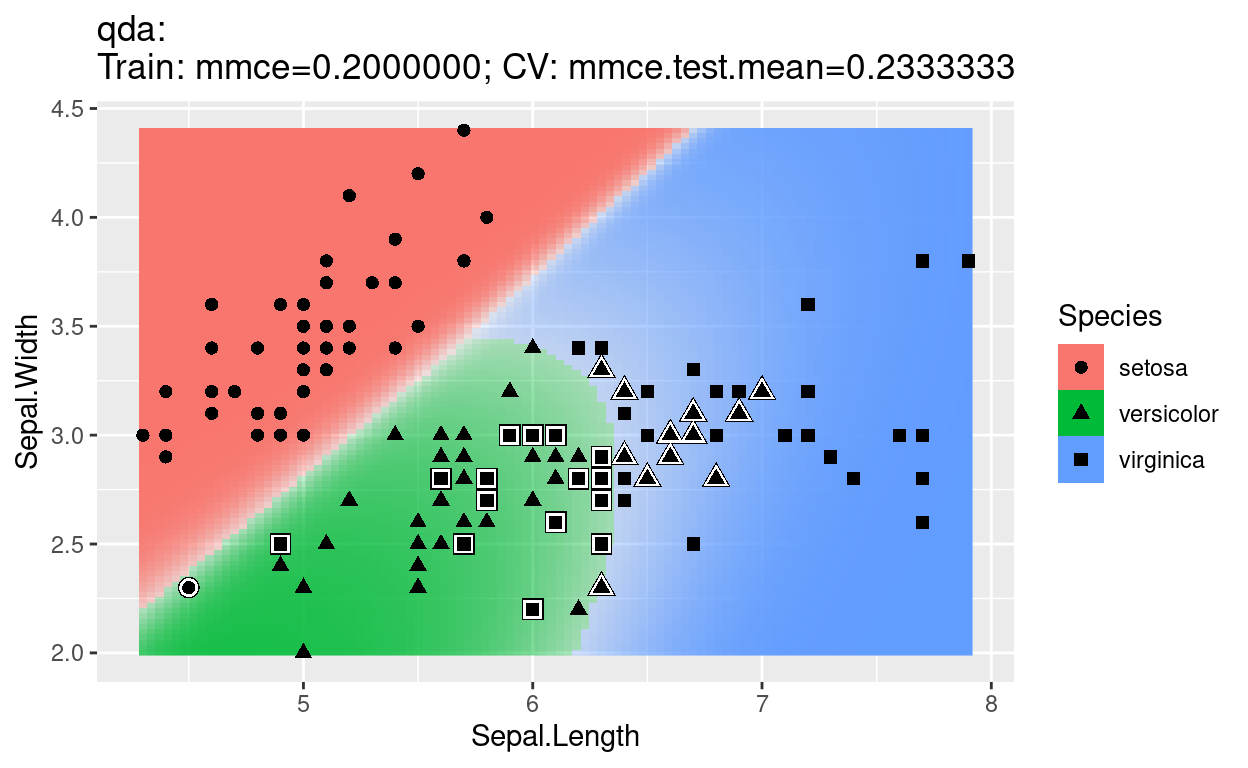 qda:
Train: mmce=0.2000000; CV: mmce.test.mean=0.2333333
4.5
4.0
3.5
3.0
2.5
2.0
Sepal.Width
5
6
7
8
Sepal.Length
Species
setosa
versicolor
virginica